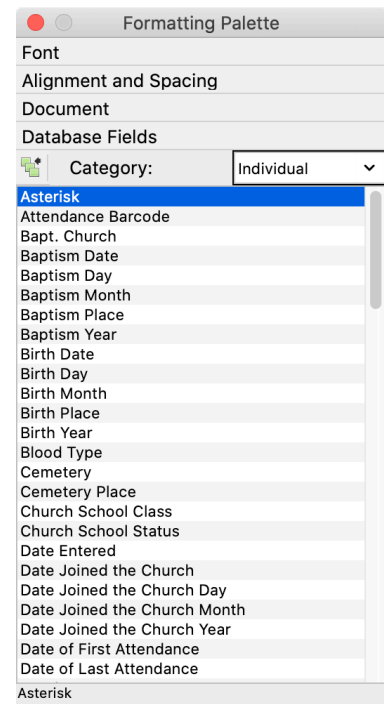 Formatting Palette
Font
Alignment and Spacing
Document
Database Fields
Category: Individual
Asterisk
Attendance Barcode
Bapt. Church
Baptism Date
Baptism Day
Baptism Month
Baptism Place
Baptism Year
Birth Date
Birth Day
Birth Month
Birth Place
Birth Year
Blood Type
Cemetery
Cemetery Place
Church School Class
Church School Status
Date Entered
Date Joined the Church
Date Joined the Church Day
Date Joined the Church Month
Date Joined the Church Year
Date of First Attendance
Date of Last Attendance
Asterisk